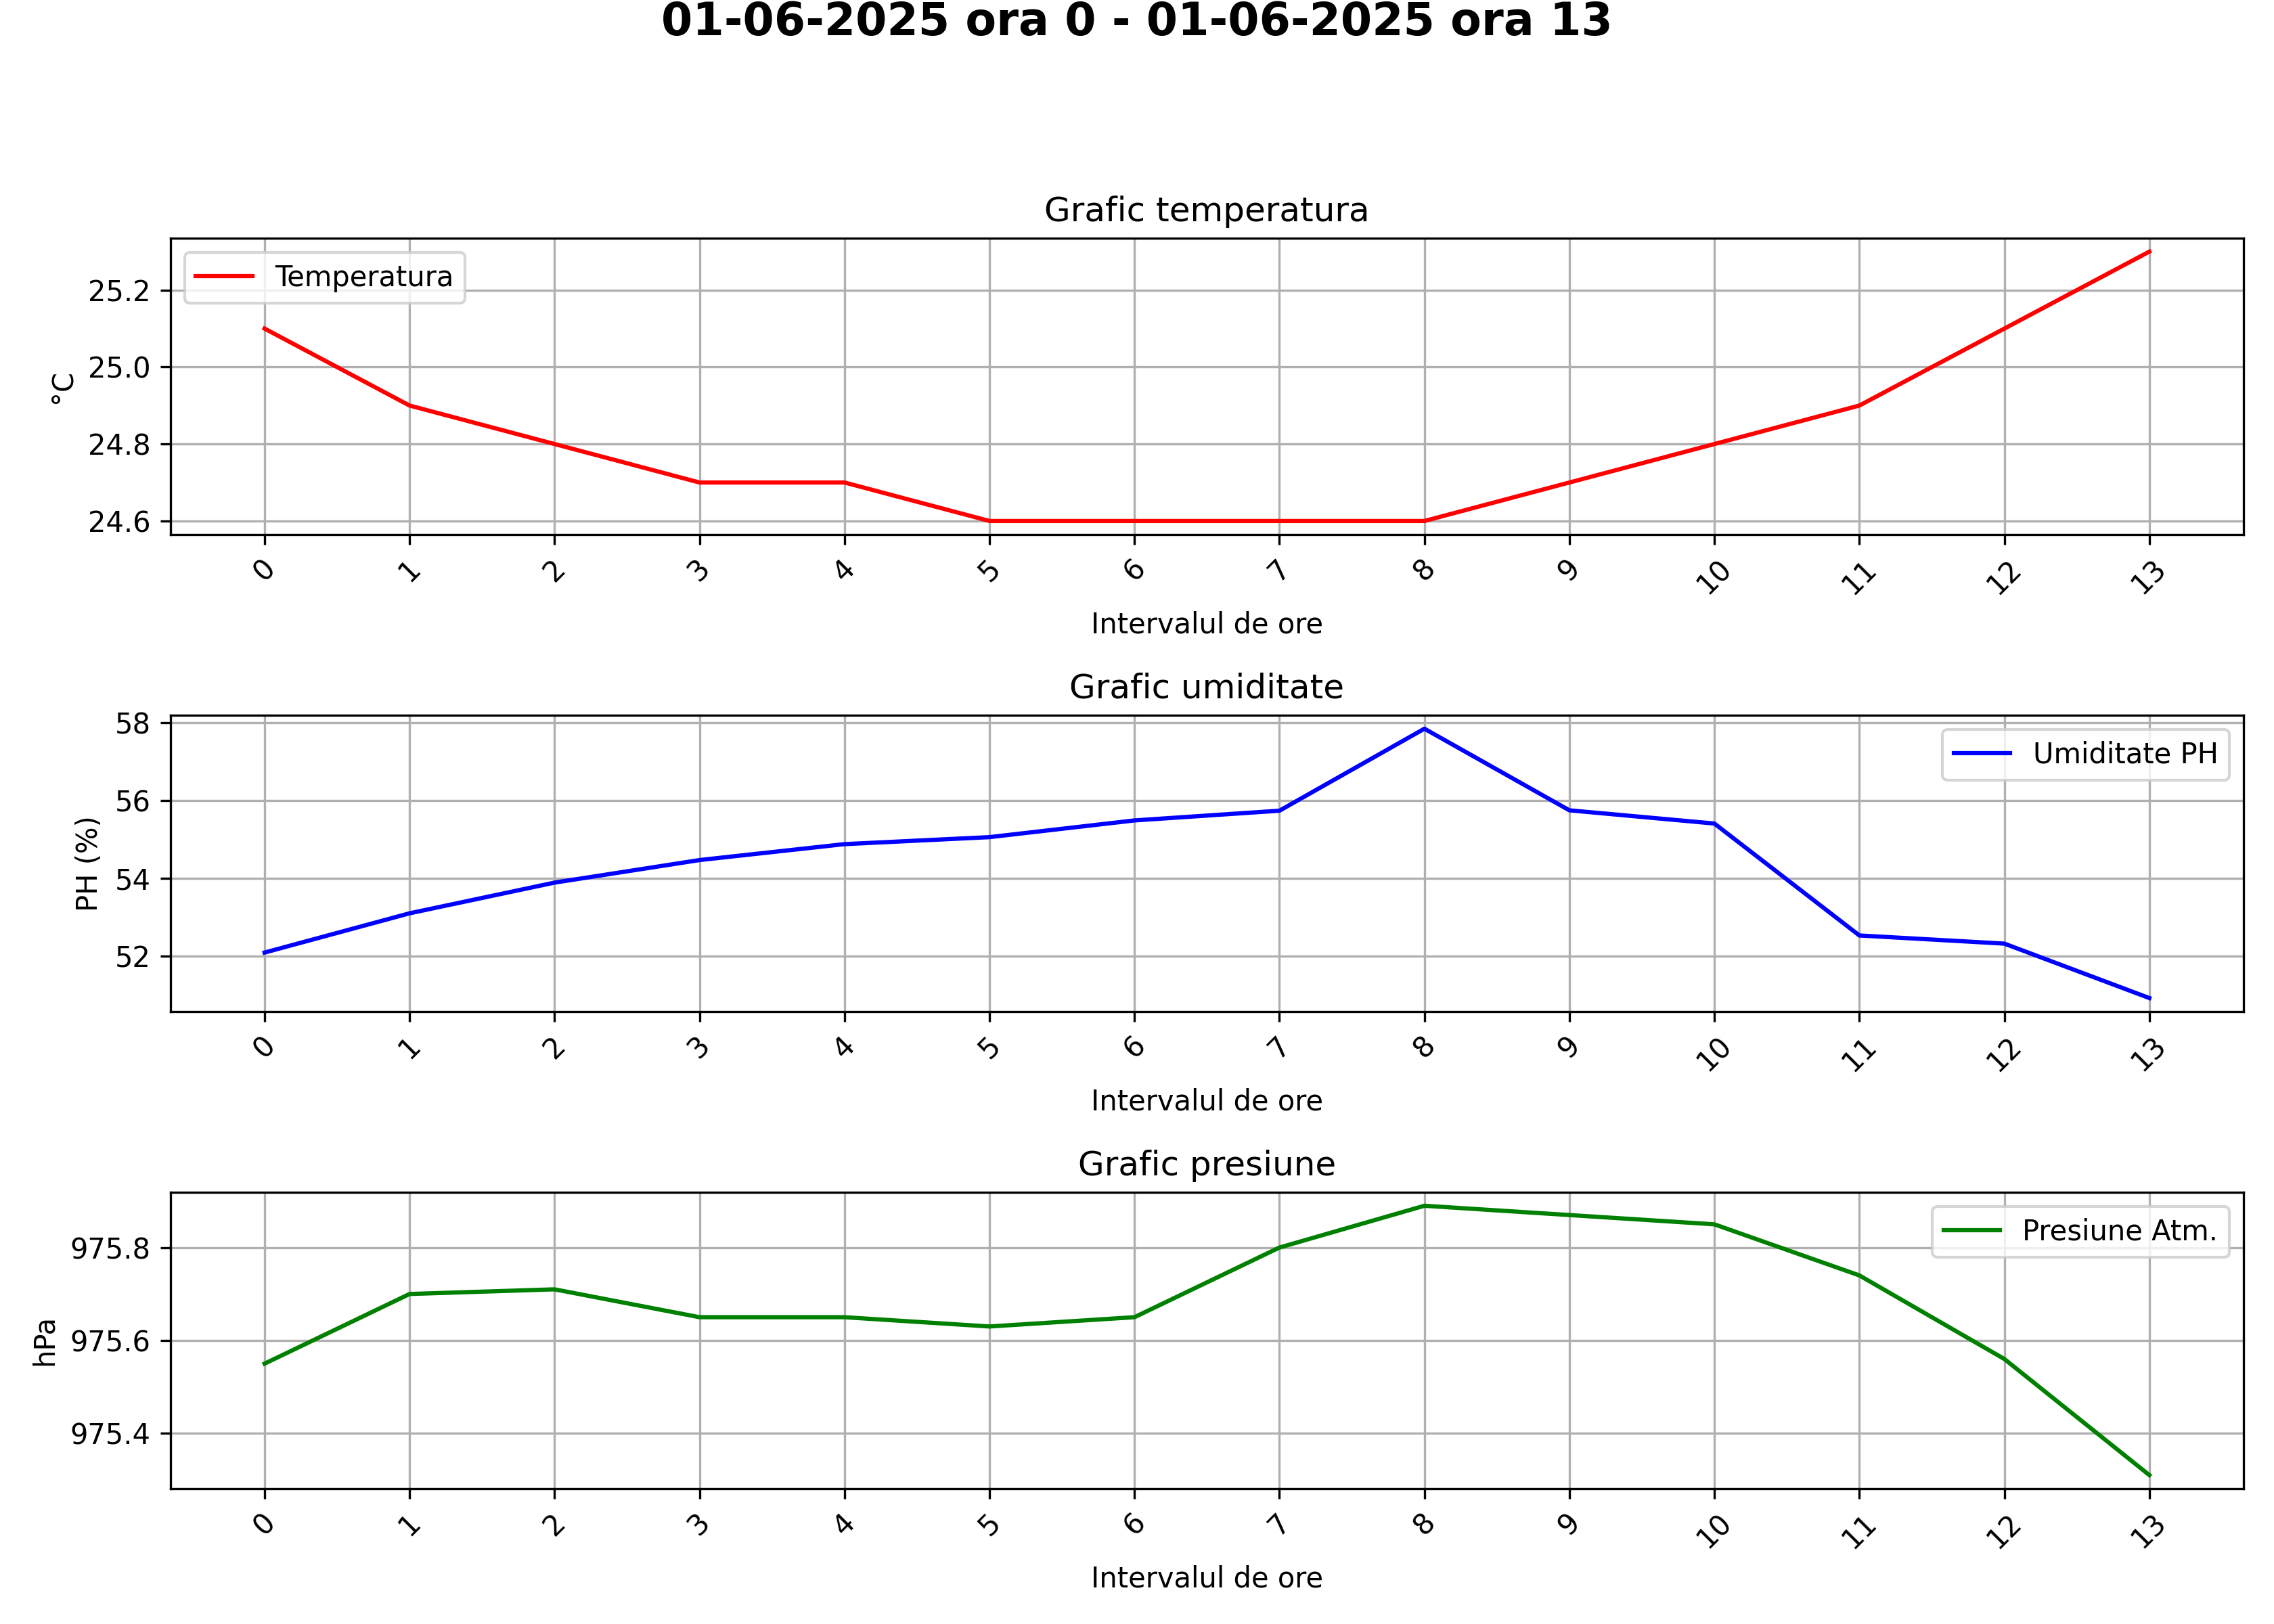 01-06-2025 ora 0 - 01-06-2025 ora 13
Grafic temperatura
Temperatura
°C
25.2
25.0
24.8
24.6
0 1 2 3 4 5 6 7 8 9 10 11 12 13
Intervalul de ore
Grafic umiditate
Umiditate PH
PH (%)
58
56
54
52
0 1 2 3 4 5 6 7 8 9 10 11 12 13
Intervalul de ore
Grafic presiune
Presiune Atm.
hPa
975.8
975.6
975.4
0 1 2 3 4 5 6 7 8 9 10 11 12 13
Intervalul de ore